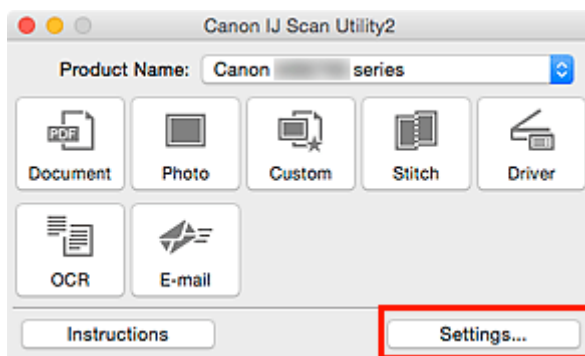 Canon IJ Scan Utility2
Product Name: Canon series
PDF
Document Photo Custom Stitch Driver
OCR E-mail
Instructions Settings...